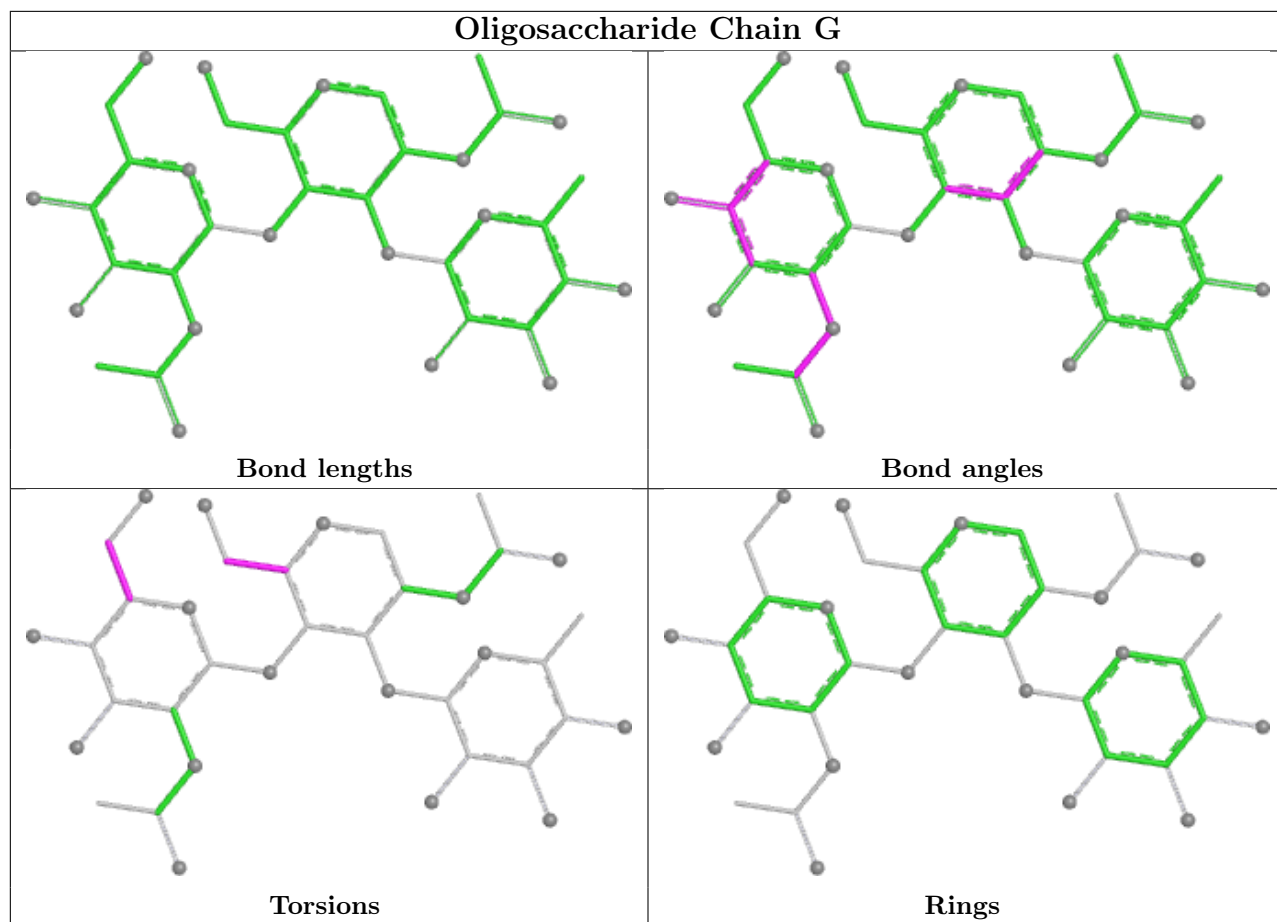 Oligosaccharide Chain G
Bond lengths
Bond angles
Torsions
Rings